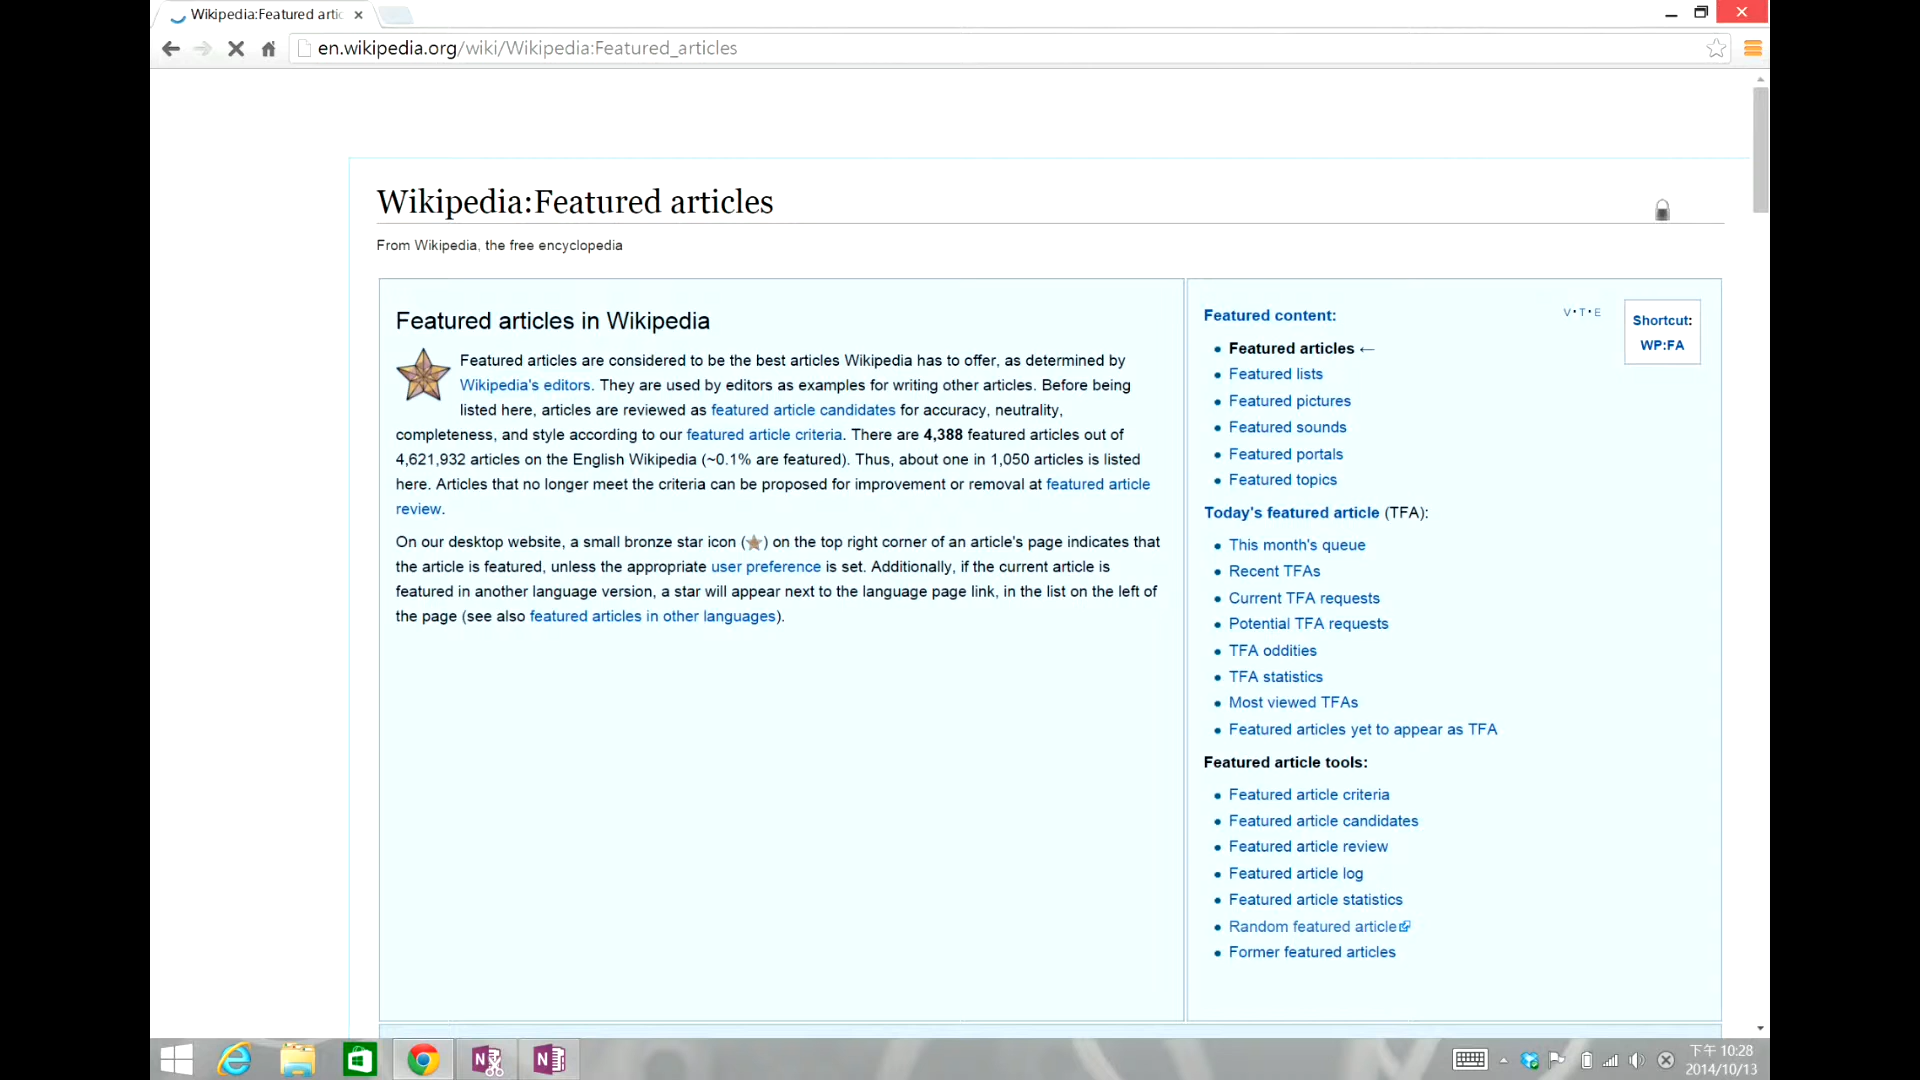 Wikipedia:Featured artic
en.wikipedia.org/wiki/Wikipedia:Featured_articles
Wikipedia:Featured articles
From Wikipedia, the free encyclopedia
Featured articles in Wikipedia
Featured articles are considered to be the best articles Wikipedia has to offer, as determined by
Wikipedia's editors. They are used by editors as examples for writing other articles. Before being
listed here, articles are reviewed as featured article candidates for accuracy, neutrality,
completeness, and style according to our featured article criteria. There are 4,388 featured articles out of
4,621,932 articles on the English Wikipedia (~0.1% are featured). Thus, about one in 1,050 articles is listed
here. Articles that no longer meet the criteria can be proposed for improvement or removal at featured article
review.
On our desktop website, a small bronze star icon ( ) on the top right corner of an article's page indicates that
the article is featured, unless the appropriate user preference is set. Additionally, if the current article is
featured in another language version, a star will appear next to the language page link, in the list on the left of
the page (see also featured articles in other languages).
Featured content:
V·T·E
Shortcut:
WP:FA
Featured articles ←
Featured lists
Featured pictures
Featured sounds
Featured portals
Featured topics
Today's featured article (TFA):
This month's queue
Recent TFAs
Current TFA requests
Potential TFA requests
TFA oddities
TFA statistics
Most viewed TFAs
Featured articles yet to appear as TFA
Featured article tools:
Featured article criteria
Featured article candidates
Featured article review
Featured article log
Featured article statistics
Random featured article
Former featured articles
下午 10:28
2014/10/13